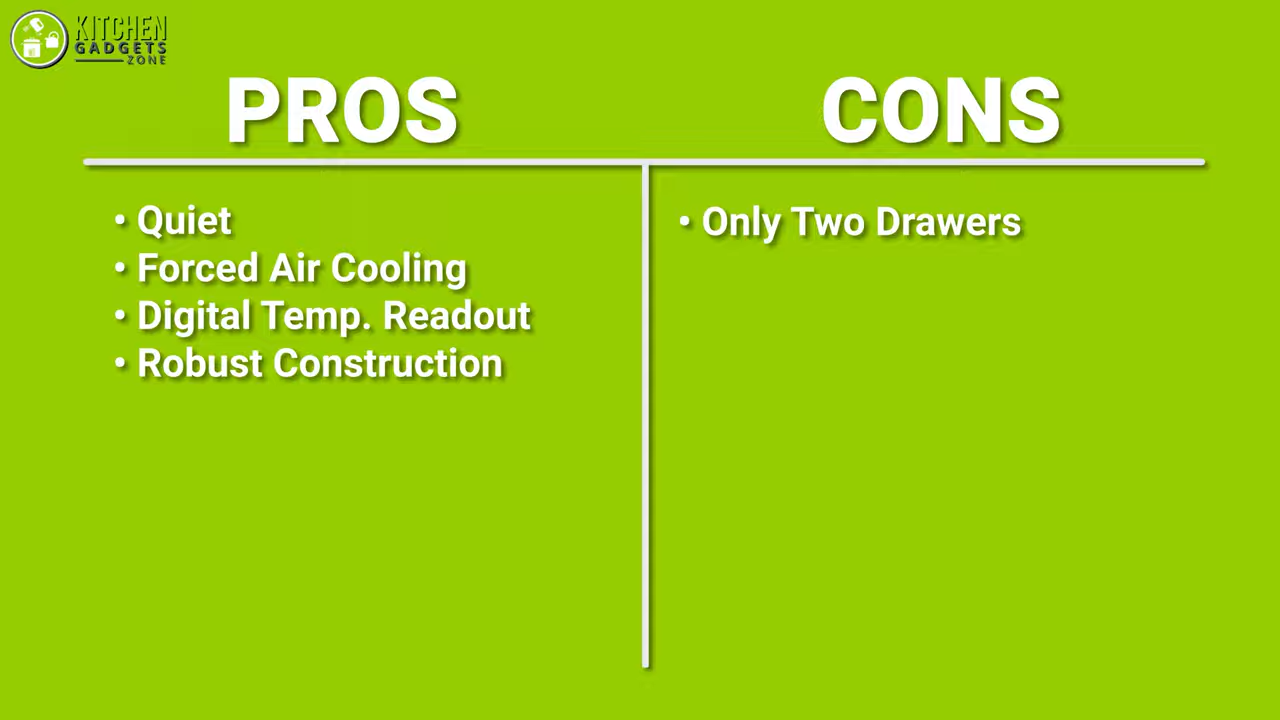 KITCHEN
GADGETS
ZONE
PROS
CONS
• Quiet
• Forced Air Cooling
• Digital Temp. Readout
• Robust Construction
• Only Two Drawers